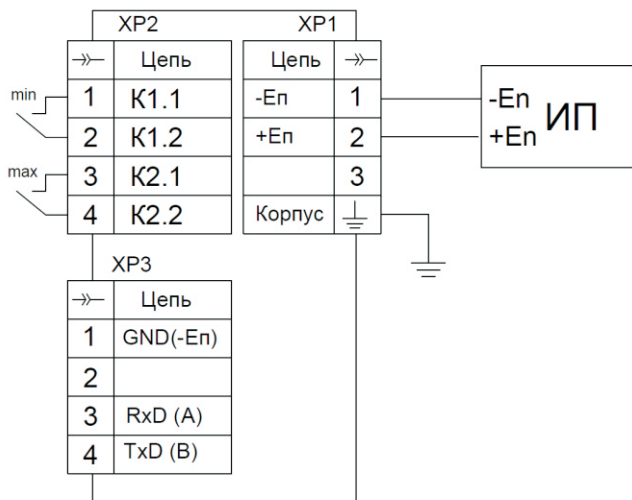 XP2 XP1
Цепь Цепь
min 1 K1.1 -Еп 1 -En
2 K1.2 +Еп 2 +En ИП
max 3 K2.1 3
4 K2.2 Корпус
XP3
Цепь
1 GND(-Еп)
2
3 RxD (A)
4 TxD (B)